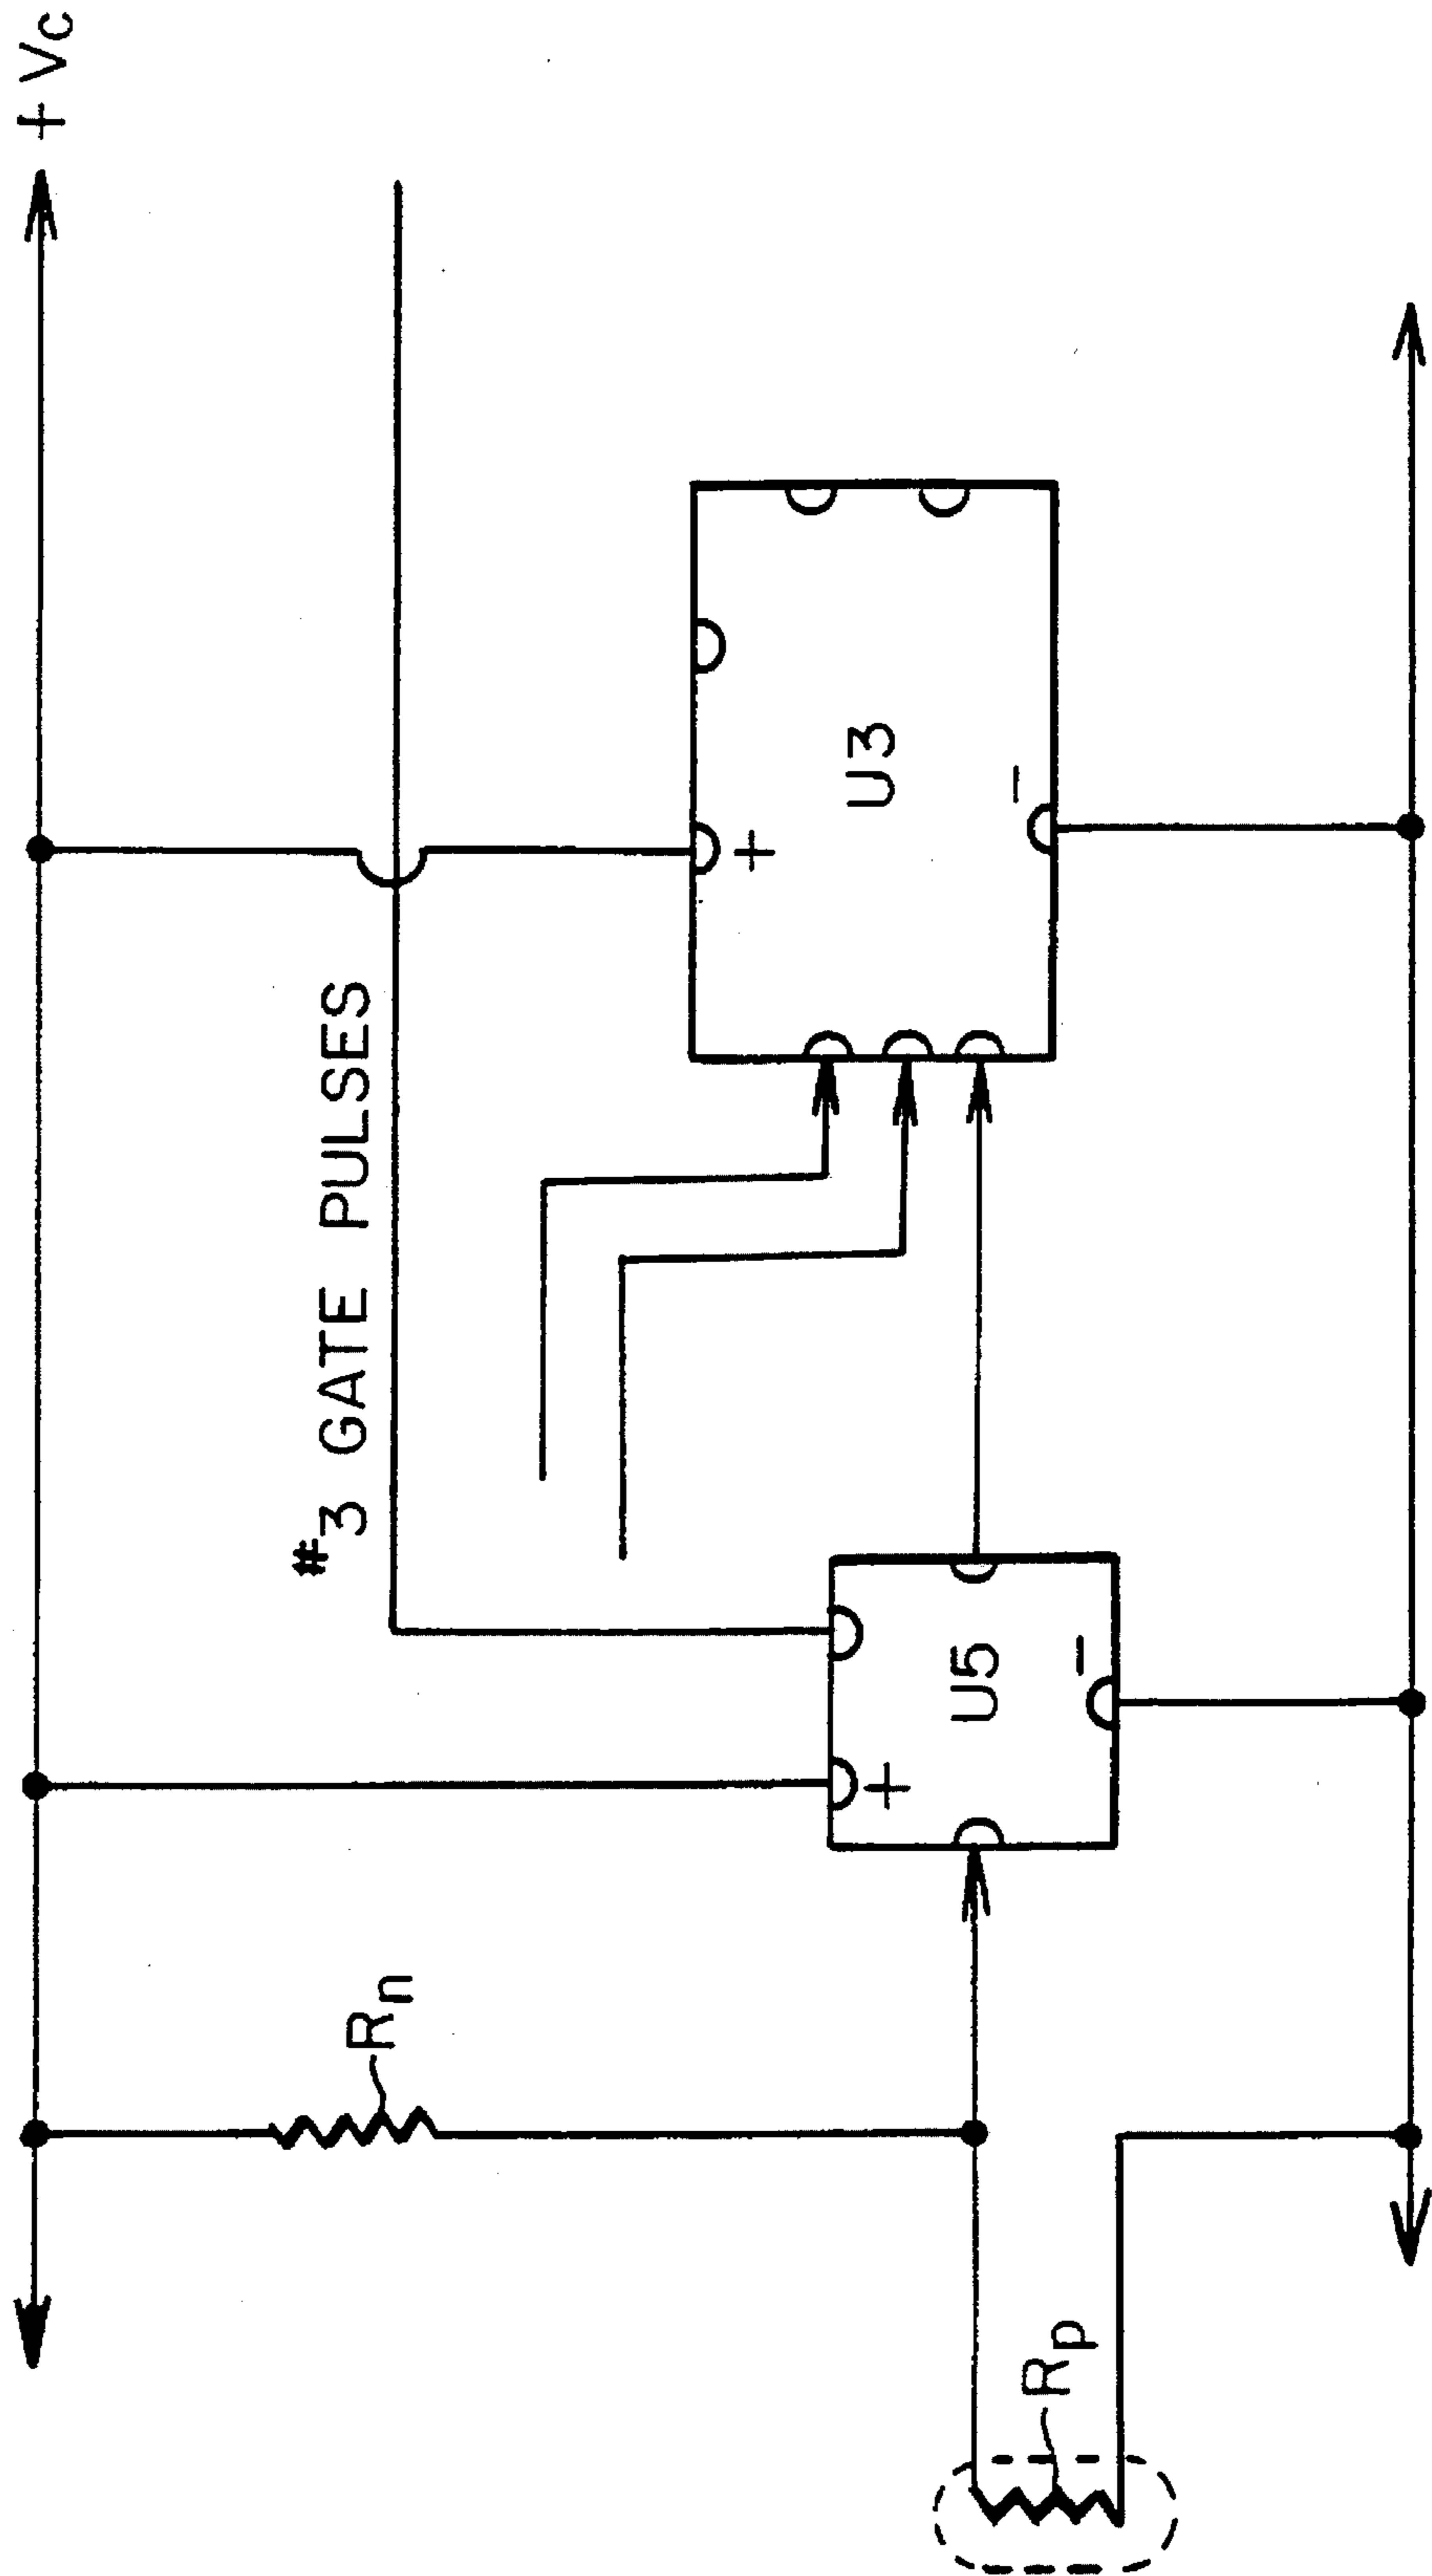 + Vc
#3 GATE PULSES
Rn
+
U5
−
+
U3
−
Rp